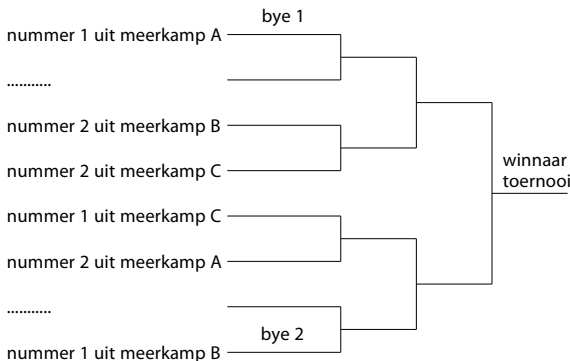 bye 1
nummer 1 uit meerkamp A
...........
nummer 2 uit meerkamp B
winnaar
toernooi
nummer 2 uit meerkamp C
nummer 1 uit meerkamp C
nummer 2 uit meerkamp A
...........
bye 2
nummer 1 uit meerkamp B